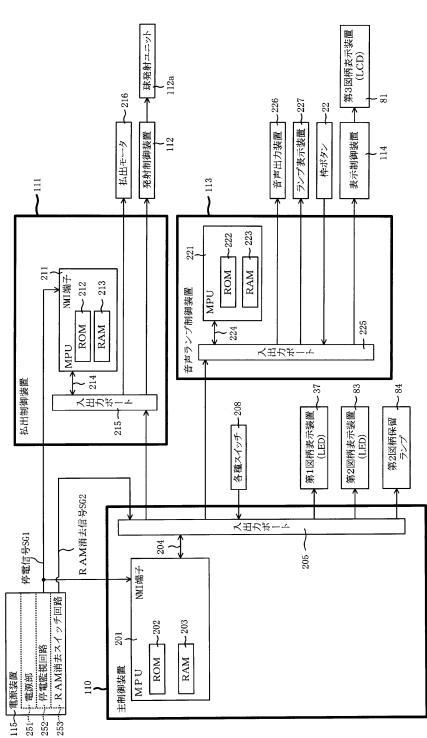 115
電源装置
251
電源部
252
停電監視回路
253
RAM消去スイッチ回路
停電信号SG1
RAM消去信号SG2
110
主制御装置
201
MPU
NMI端子
202
ROM
203
RAM
204
入出力ポート
205
111
払出制御装置
211
MPU
NMI端子
ROM
212
RAM
213
214
入出力ポート
215
払出モータ
216
発射制御装置
112
球発射ユニット
112a
各種スイッチ
208
第1図柄表示装置
(LED)
37
第2図柄表示装置
(LED)
83
第2図柄保留
ランプ
84
113
音声ランプ制御装置
221
MPU
ROM
222
RAM
223
224
入出力ポート
225
音声出力装置
226
ランプ表示装置
227
枠ボタン
22
表示制御装置
114
第3図柄表示装置
(LCD)
81